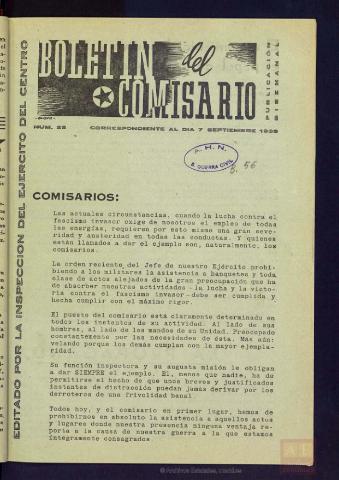 BOLETIN del
COMISARIO
PUBLICACION
BISEMANAL
NUM. 28 CORRESPONDIENTE AL DIA 7 SEPTIEMBRE 1938
A.H.N.
S. GUERRA CIVIL
56
EDITADO POR LA INSPECCION DEL EJERCITO DEL CENTRO
COMISARIOS:
Las actuales circunstancias, cuando la lucha contra el
fascismo invasor exige de nosotros el empleo de todas
las energías, requieren por esto mismo una gran seve-
ridad y austeridad en todas las conductas. Y quienes
están llamados a dar el ejemplo son, naturalmente, los
comisarios.
La orden reciente del Jefe de nuestro Ejército prohi-
biendo a los militares la asistencia a banquetes y toda
clase de actos alejados de la gran preocupación que ha
de absorber nuestras actividades -la lucha y la victo-
ria contra el fascismo invasor- debe ser cumplida y
hecha cumplir con el máximo rigor.
El puesto del comisario está claramente determinado en
todos los instantes de su actividad. Al lado de sus
hombres, al lado de los mandos de su Unidad. Preocupado
constantemente por las necesidades de ésta. Más aún:
velando porque los demás cumplan con la mayor ejempla-
ridad.
Su función inspectora y su augusta misión le obligan
a dar SIEMPRE el ejemplo. El, menos que nadie, ha de
permitirse el hecho de que unos breves y justificados
instantes de distracción puedan jamás derivar por los
derroteros de una frivolidad banal.
Todos hoy, y el comisario en primer lugar, hemos de
prohibirnos en absoluto la asistencia a aquellos actos
y lugares donde nuestra presencia ninguna ventaja re-
porte a la causa de nuestra guerra a la que estamos
íntegramente consagrados
© Archivos Estatales,